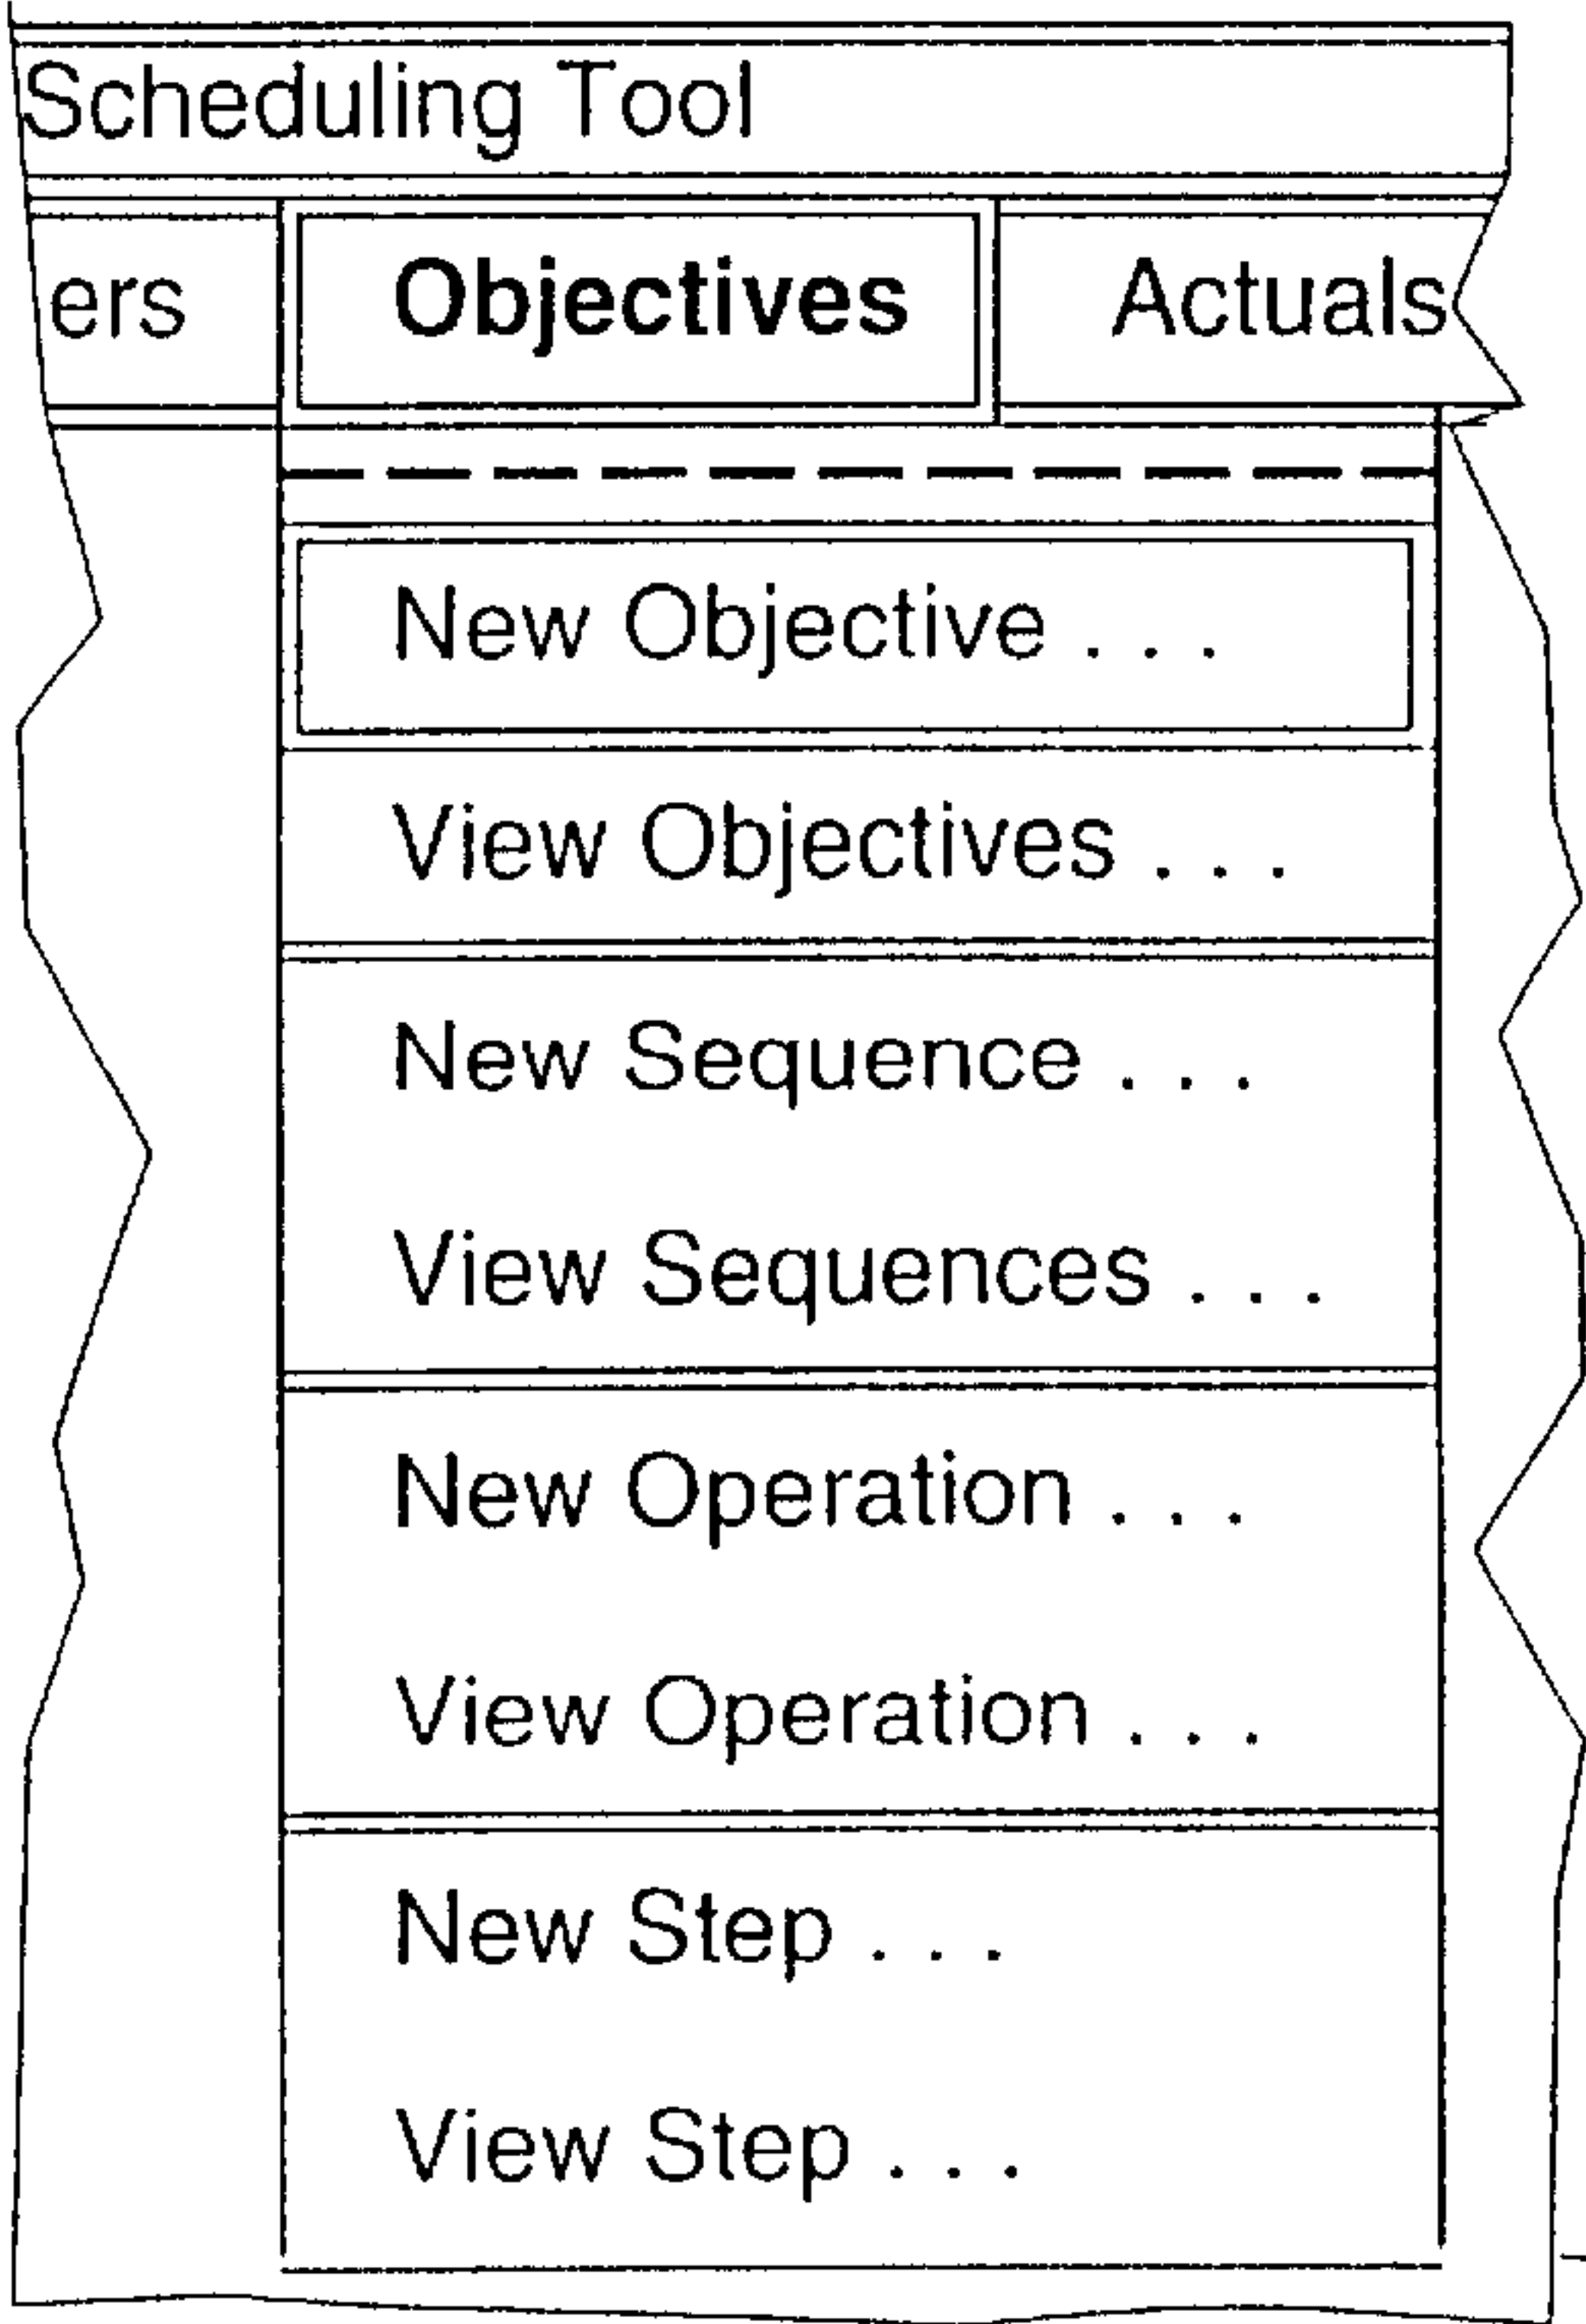 Scheduling Tool
ers Objectives Actuals
New Objective . . .
View Objectives . . .
New Sequence . . .
View Sequences . . .
New Operation . . .
View Operation . . .
New Step . . .
View Step . . .